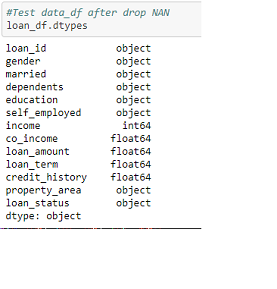 #Test data_df after drop NAN
loan_df.dtypes
loan_id object
gender object
married object
dependents object
education object
self_employed object
income int64
co_income float64
loan_amount float64
loan_term float64
credit_history float64
property_area object
loan_status object
dtype: object